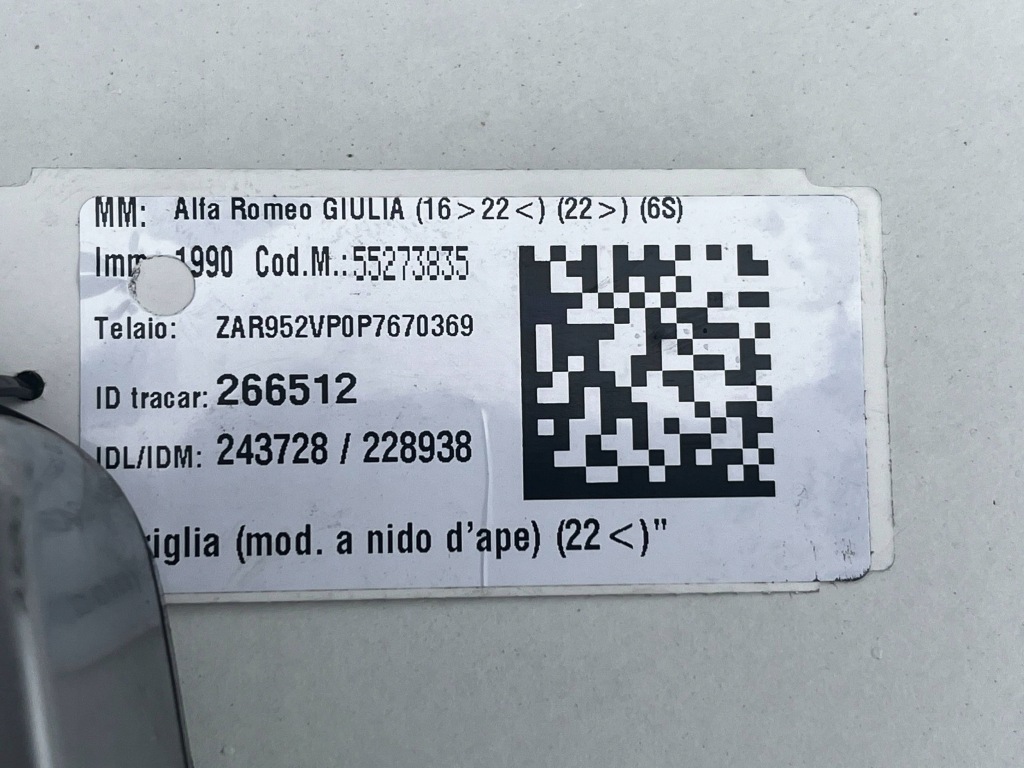 MM: Alfa Romeo GIULIA (16>22<) (22>) (6S)
1990 Cod.M.:55273835
Telaio: ZAR952VP0P7670369
ID tracar: 266512
IDL/IDM: 243728 / 228938
(mod. a nido d'ape) (22<)"